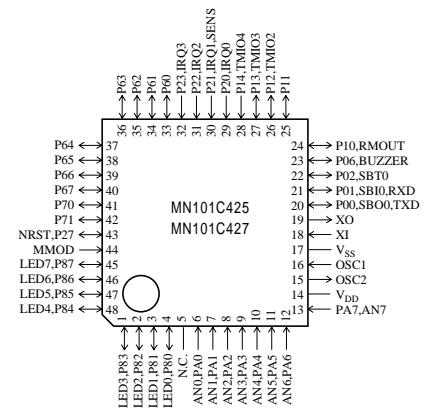 P63
P62
P61
P60
P23,IRQ3
P22,IRQ2
P21,IRQ1,SENS
P20,IRQ0
P14,TMIO4
P13,TMIO3
P12,TMIO2
P11
36
35
34
33
32
31
30
29
28
27
26
25
P64 37
P65 38
P66 39
P67 40
P70 41
P71 42
NRST,P27 43
MMOD 44
LED7,P87 45
LED6,P86 46
LED5,P85 47
LED4,P84 48
MN101C425
MN101C427
24 P10,RMOUT
23 P06,BUZZER
22 P02,SBT0
21 P01,SBI0,RXD
20 P00,SBO0,TXD
19 XO
18 XI
17 VSS
16 OSC1
15 OSC2
14 VDD
13 PA7,AN7
1
2
3
4
5
6
7
8
9
10
11
12
LED3,P83
LED2,P82
LED1,P81
LED0,P80
N.C.
AN0,PA0
AN1,PA1
AN2,PA2
AN3,PA3
AN4,PA4
AN5,PA5
AN6,PA6